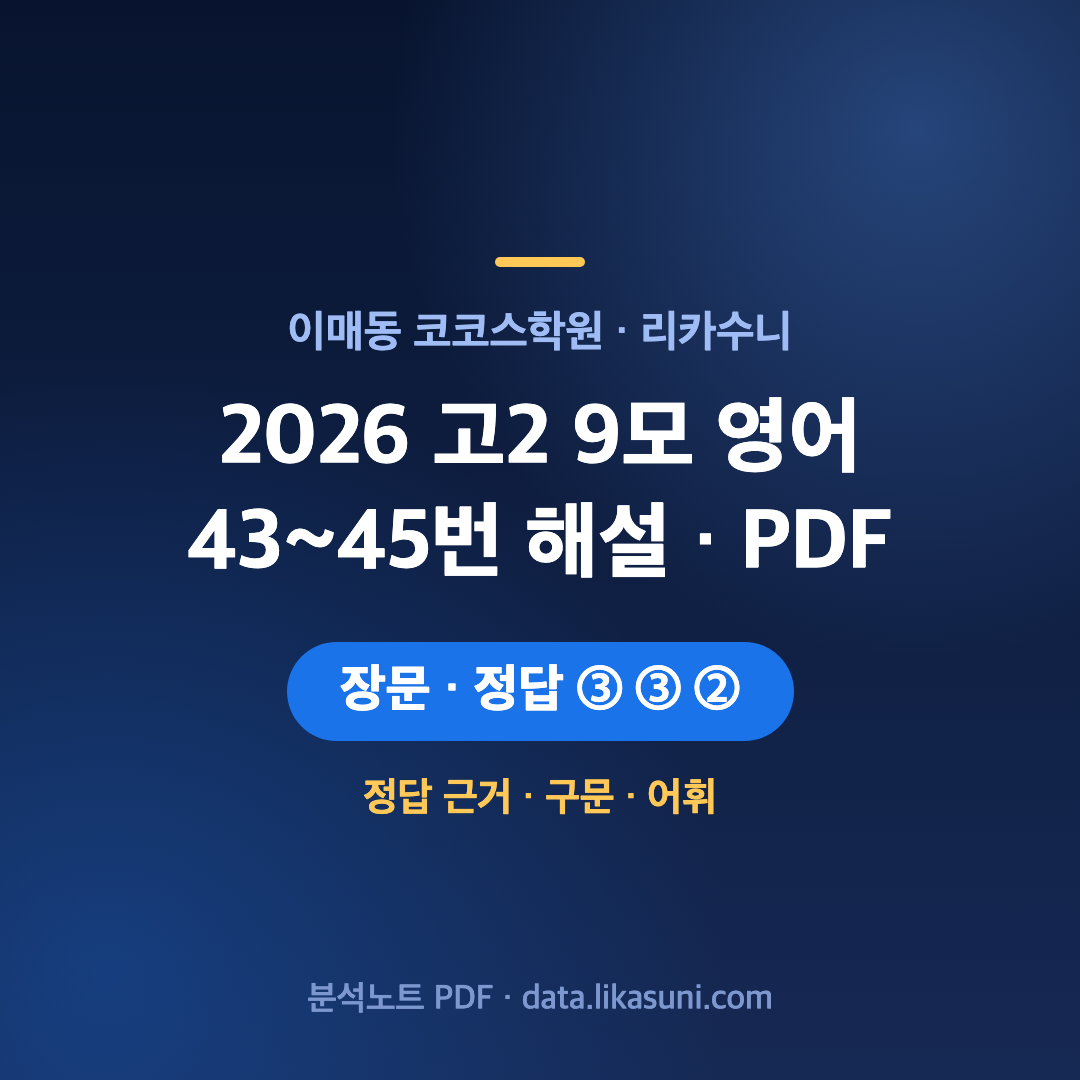 이매동 코코스학원 · 리카수니
2026 고2 9모 영어
43~45번 해설 · PDF
장문 · 정답 ③ ③ ②
정답 근거 · 구문 · 어휘
분석노트 PDF · data.likasuni.com